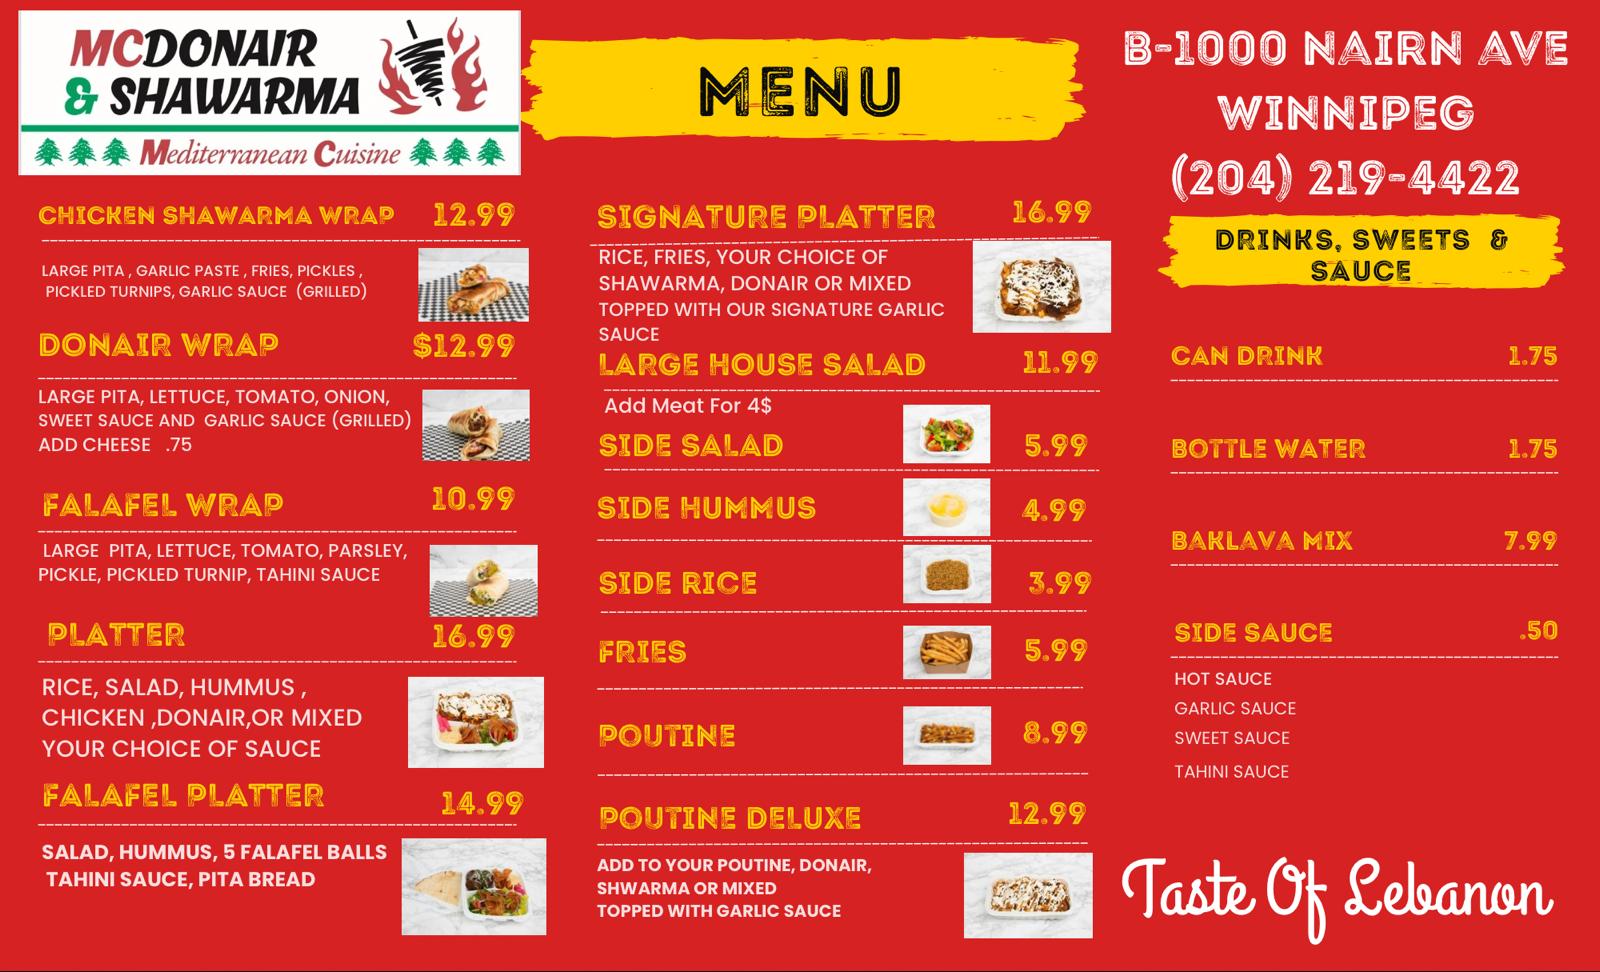 MCDONAIR
& SHAWARMA
Mediterranean Cuisine
MENU
B-1000 NAIRN AVE
WINNIPEG
(204) 219-4422
CHICKEN SHAWARMA WRAP 12.99
LARGE PITA , GARLIC PASTE , FRIES, PICKLES ,
PICKLED TURNIPS, GARLIC SAUCE (GRILLED)
DONAIR WRAP $12.99
LARGE PITA, LETTUCE, TOMATO, ONION,
SWEET SAUCE AND GARLIC SAUCE (GRILLED)
ADD CHEESE .75
FALAFEL WRAP 10.99
LARGE PITA, LETTUCE, TOMATO, PARSLEY,
PICKLE, PICKLED TURNIP, TAHINI SAUCE
PLATTER 16.99
RICE, SALAD, HUMMUS ,
CHICKEN ,DONAIR,OR MIXED
YOUR CHOICE OF SAUCE
FALAFEL PLATTER 14.99
SALAD, HUMMUS, 5 FALAFEL BALLS
TAHINI SAUCE, PITA BREAD
SIGNATURE PLATTER 16.99
RICE, FRIES, YOUR CHOICE OF
SHAWARMA, DONAIR OR MIXED
TOPPED WITH OUR SIGNATURE GARLIC
SAUCE
LARGE HOUSE SALAD 11.99
Add Meat For 4$
SIDE SALAD 5.99
SIDE HUMMUS 4.99
SIDE RICE 3.99
FRIES 5.99
POUTINE 8.99
POUTINE DELUXE 12.99
ADD TO YOUR POUTINE, DONAIR,
SHWARMA OR MIXED
TOPPED WITH GARLIC SAUCE
DRINKS, SWEETS &
SAUCE
CAN DRINK 1.75
BOTTLE WATER 1.75
BAKLAVA MIX 7.99
SIDE SAUCE .50
HOT SAUCE
GARLIC SAUCE
SWEET SAUCE
TAHINI SAUCE
Taste Of Lebanon